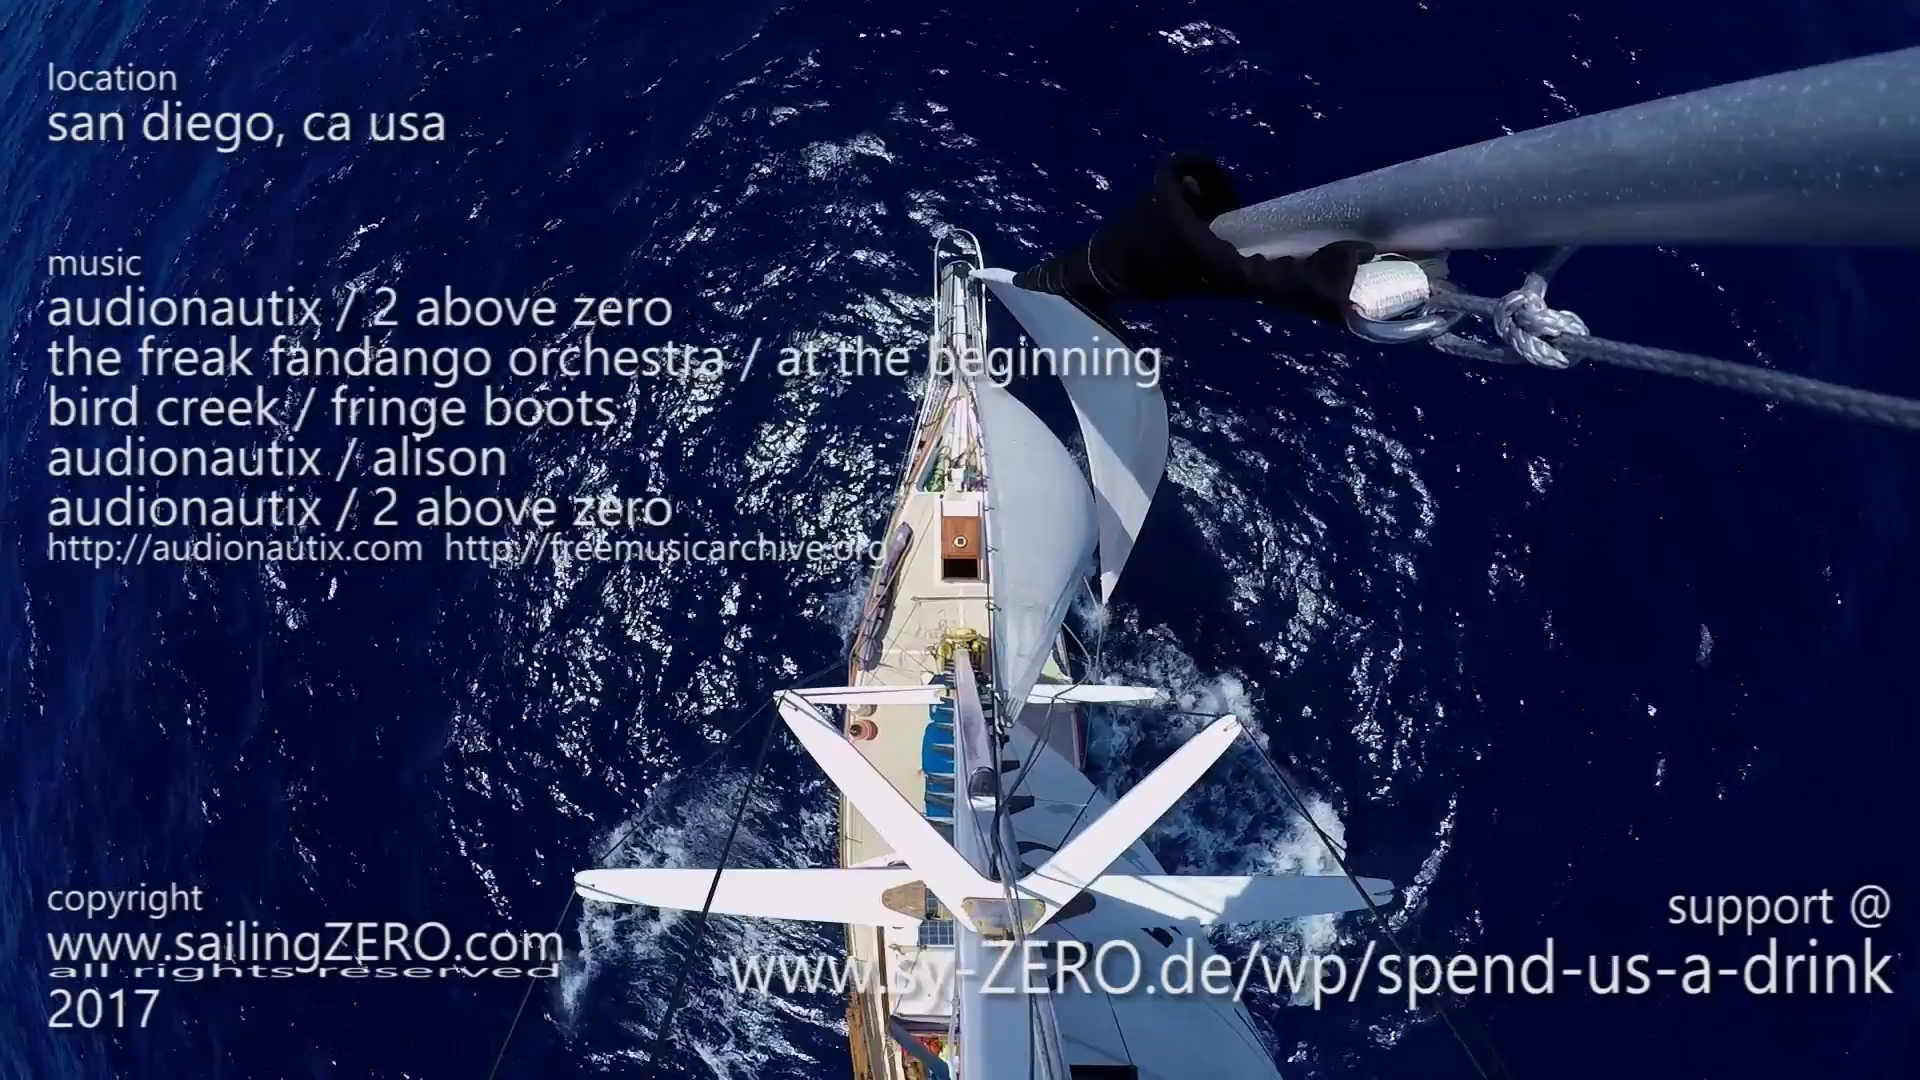 location
san diego, ca usa
music
audionautix / 2 above zero
the freak fandango orchestra / at the beginning
bird creek / fringe boots
audionautix / alison
audionautix / 2 above zero
http://audionautix.com  http://freemusicarchive.org
copyright
www.sailingZERO.com
all rights reserved
2017
support @
www.sy-ZERO.de/wp/spend-us-a-drink